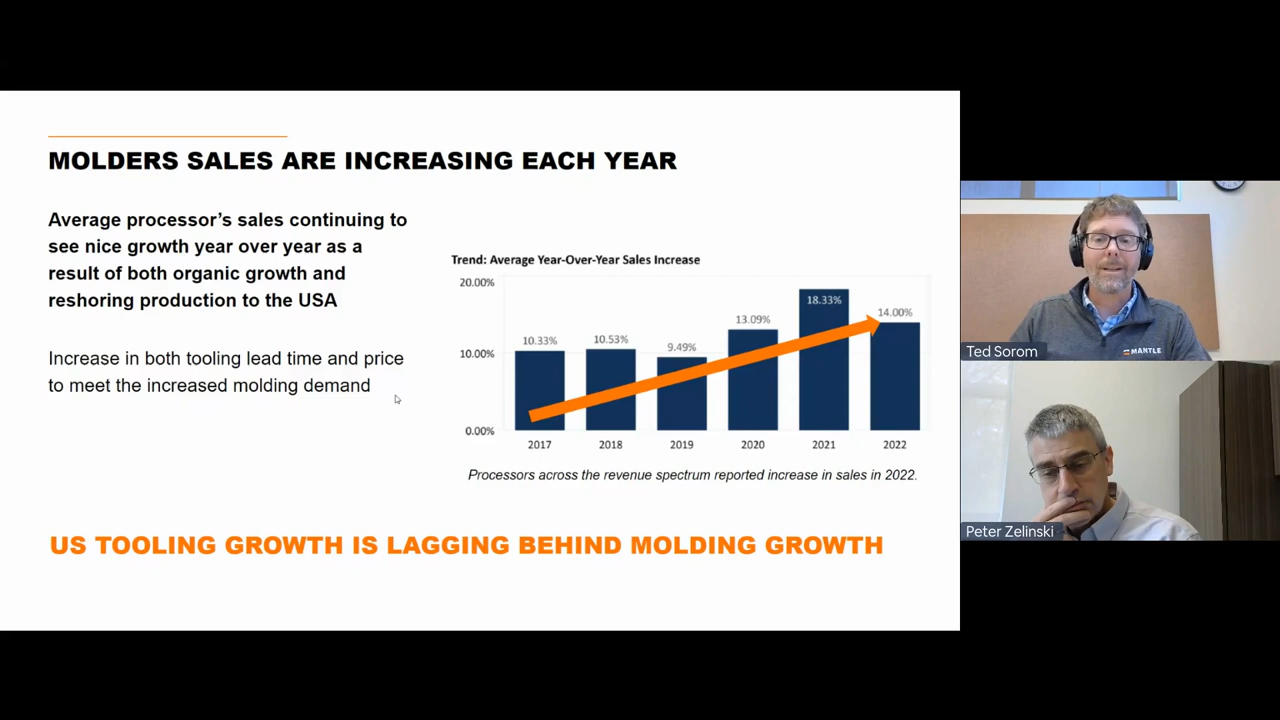 MOLDERS SALES ARE INCREASING EACH YEAR
Average processor’s sales continuing to
see nice growth year over year as a
result of both organic growth and
reshoring production to the USA
Increase in both tooling lead time and price
to meet the increased molding demand
Trend: Average Year-Over-Year Sales Increase
20.00%
10.00%
0.00%
10.33%
10.53%
9.49%
13.09%
18.33%
14.00%
2017 2018 2019 2020 2021 2022
Processors across the revenue spectrum reported increase in sales in 2022.
US TOOLING GROWTH IS LAGGING BEHIND MOLDING GROWTH
MANTLE
Ted Sorom
Peter Zelinski